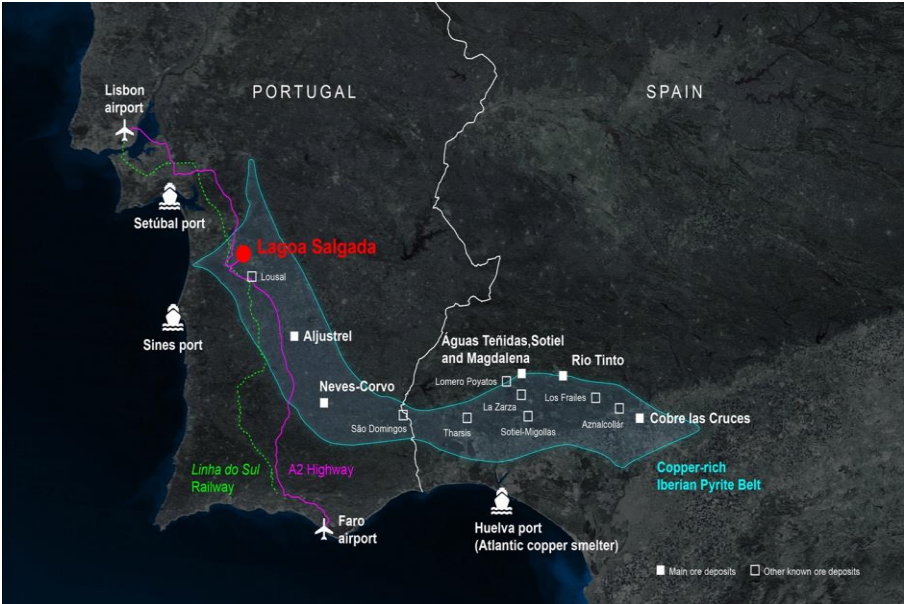 Lisbon
airport
PORTUGAL
SPAIN
Setúbal port
Lagoa Salgada
Lousal
Sines port
Aljustrel
Águas Teñidas,Sotiel
and Magdalena
Rio Tinto
Neves-Corvo
Lomero Poyatos
La Zarza
Los Frailes
São Domingos
Tharsis
Sotiel-Migollas
Aznalcóllar
Cobre las Cruces
Linha do Sul
Railway
A2 Highway
Copper-rich
Iberian Pyrite Belt
Faro
airport
Huelva port
(Atlantic copper smelter)
Main ore deposits
Other known ore deposits